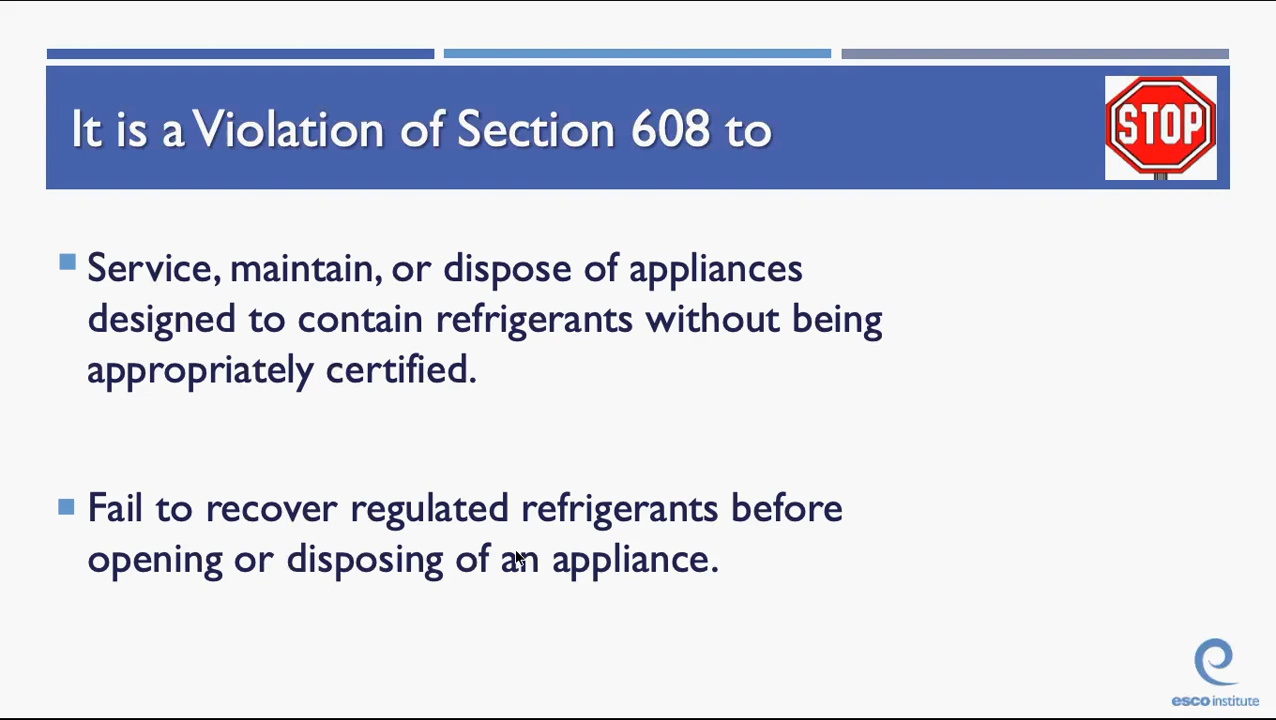 It is a Violation of Section 608 to
STOP
Service, maintain, or dispose of appliances
designed to contain refrigerants without being
appropriately certified.
Fail to recover regulated refrigerants before
opening or disposing of an appliance.
esco institute